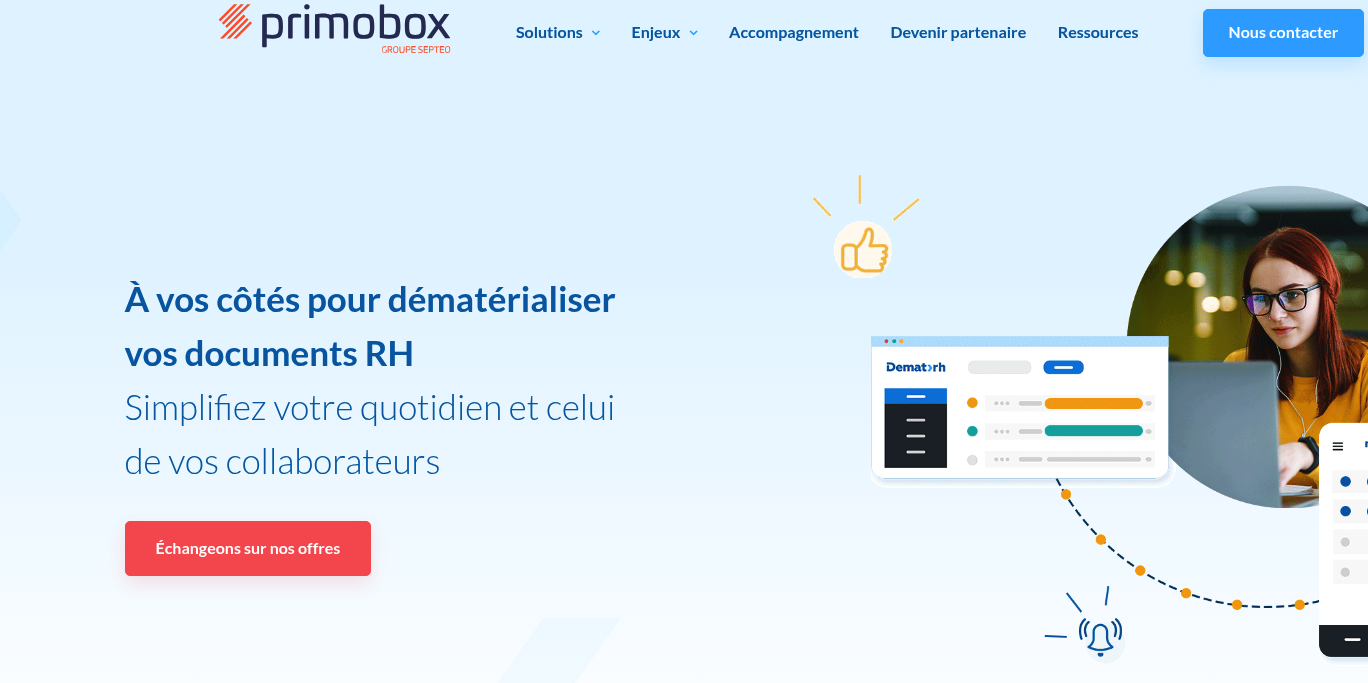 primobox
GROUPE SEPTEO
Solutions
Enjeux
Accompagnement
Devenir partenaire
Ressources
Nous contacter
À vos côtés pour dématérialiser
vos documents RH
Simplifiez votre quotidien et celui
de vos collaborateurs
Échangeons sur nos offres
Demat>rh